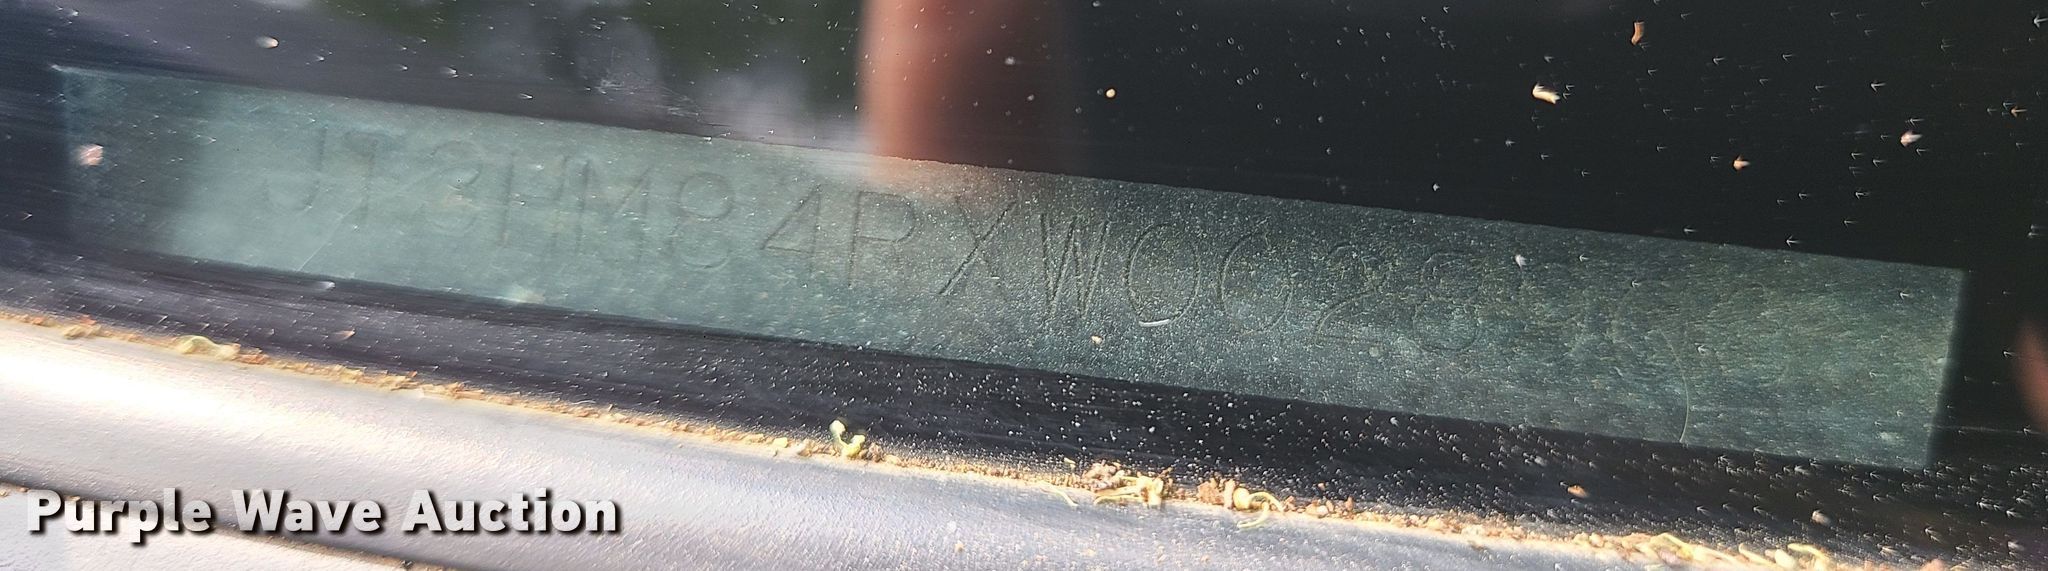 JT3HM84RXW0028
Purple Wave Auction